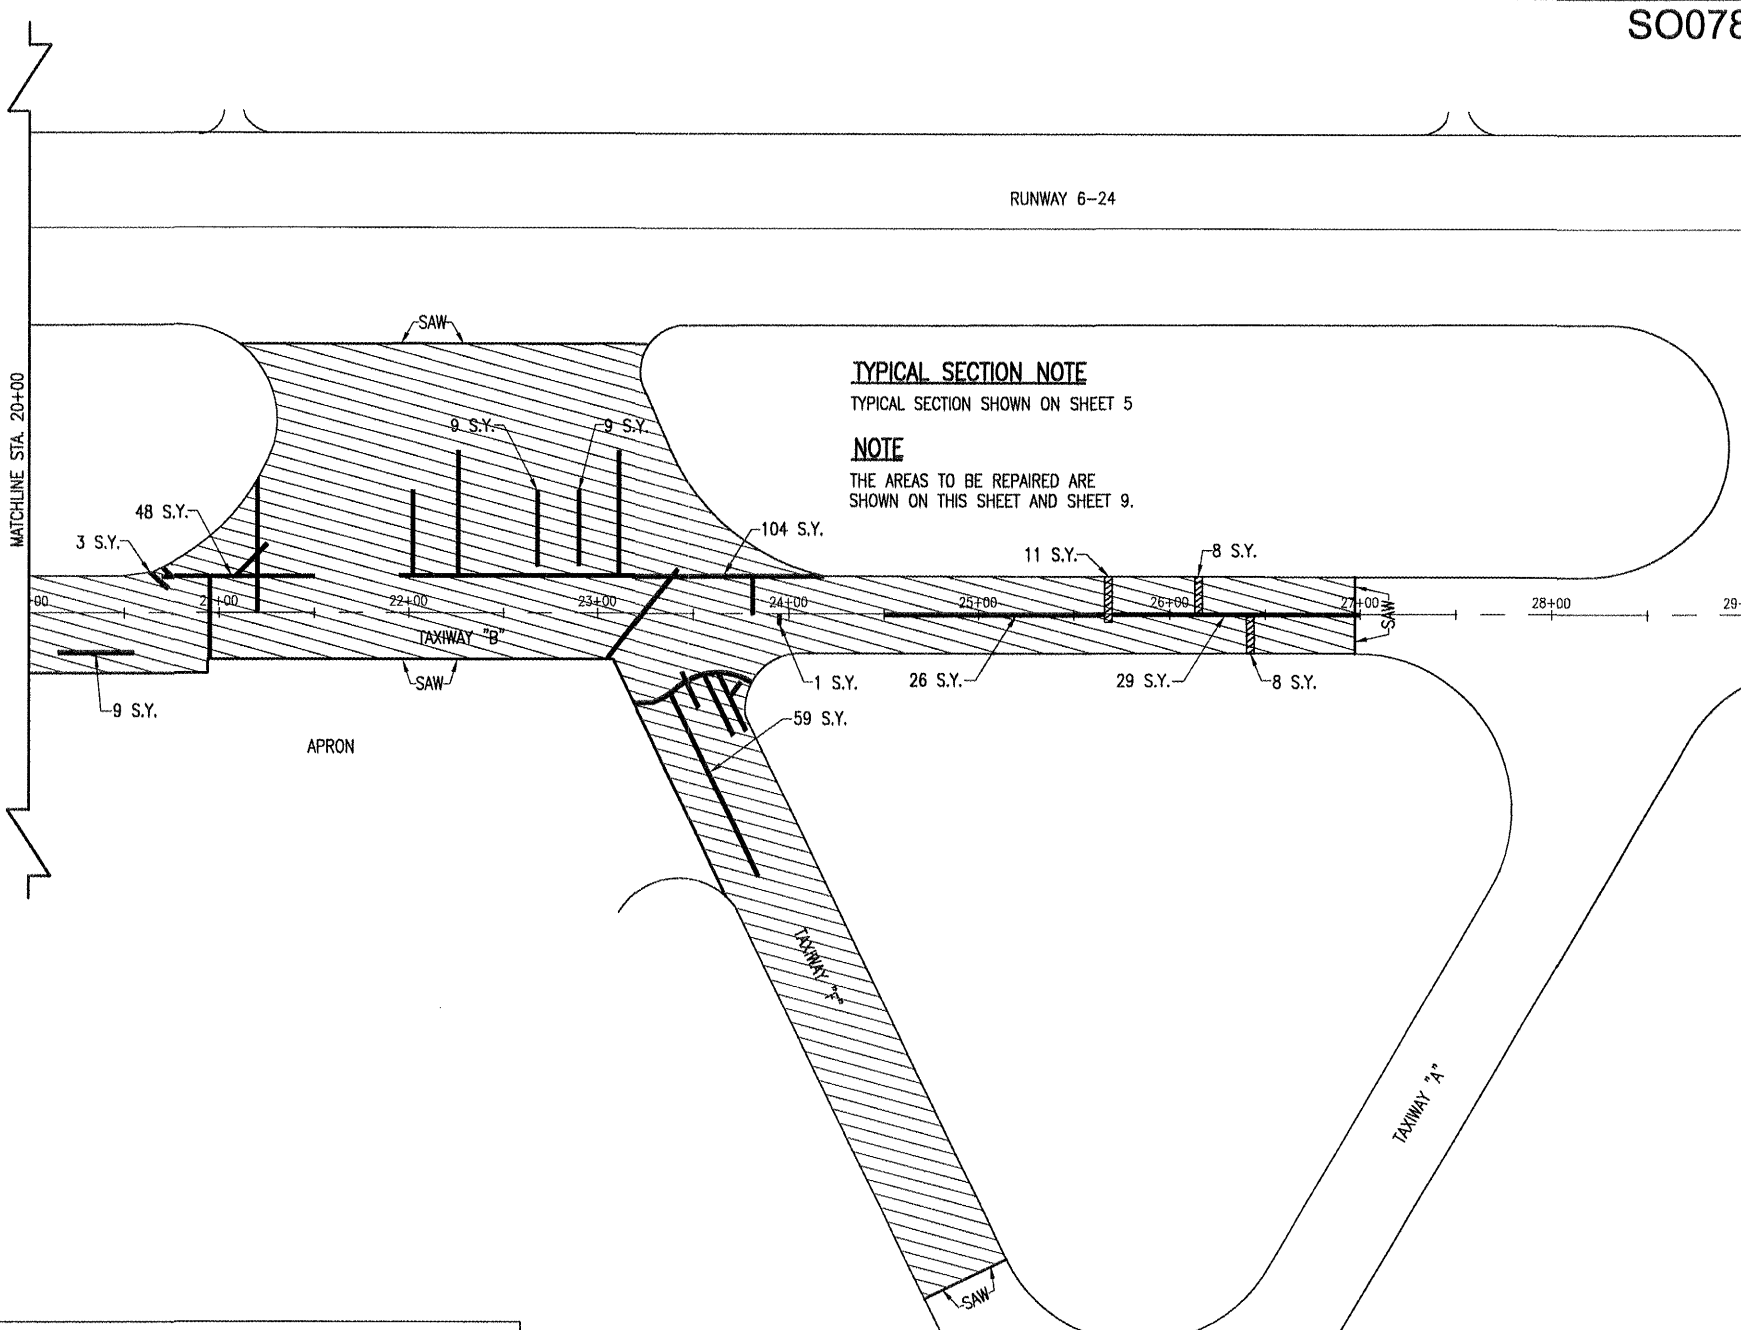 SO078
RUNWAY 6-24
SAW
TYPICAL SECTION NOTE
TYPICAL SECTION SHOWN ON SHEET 5
NOTE
THE AREAS TO BE REPAIRED ARE
SHOWN ON THIS SHEET AND SHEET 9.
MATCHLINE STA. 20+00
9 S.Y.
9 S.Y.
48 S.Y.
3 S.Y.
104 S.Y.
11 S.Y.
8 S.Y.
+00
21+00
22+00
23+00
24+00
25+00
26+00
27+00
28+00
29
SAW
TAXIWAY "B"
SAW
9 S.Y.
1 S.Y.
26 S.Y.
29 S.Y.
8 S.Y.
59 S.Y.
APRON
TAXIWAY
TAXIWAY "A"
SAW